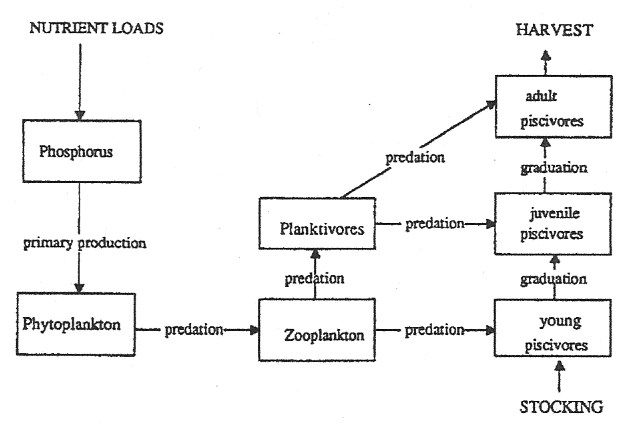 NUTRIENT LOADS
HARVEST
adult
piscivores
Phosphorus
predation
graduation
Planktivores
predation
juvenile
piscivores
primary production
predation
graduation
Phytoplankton
predation
Zooplankton
predation
young
piscivores
STOCKING